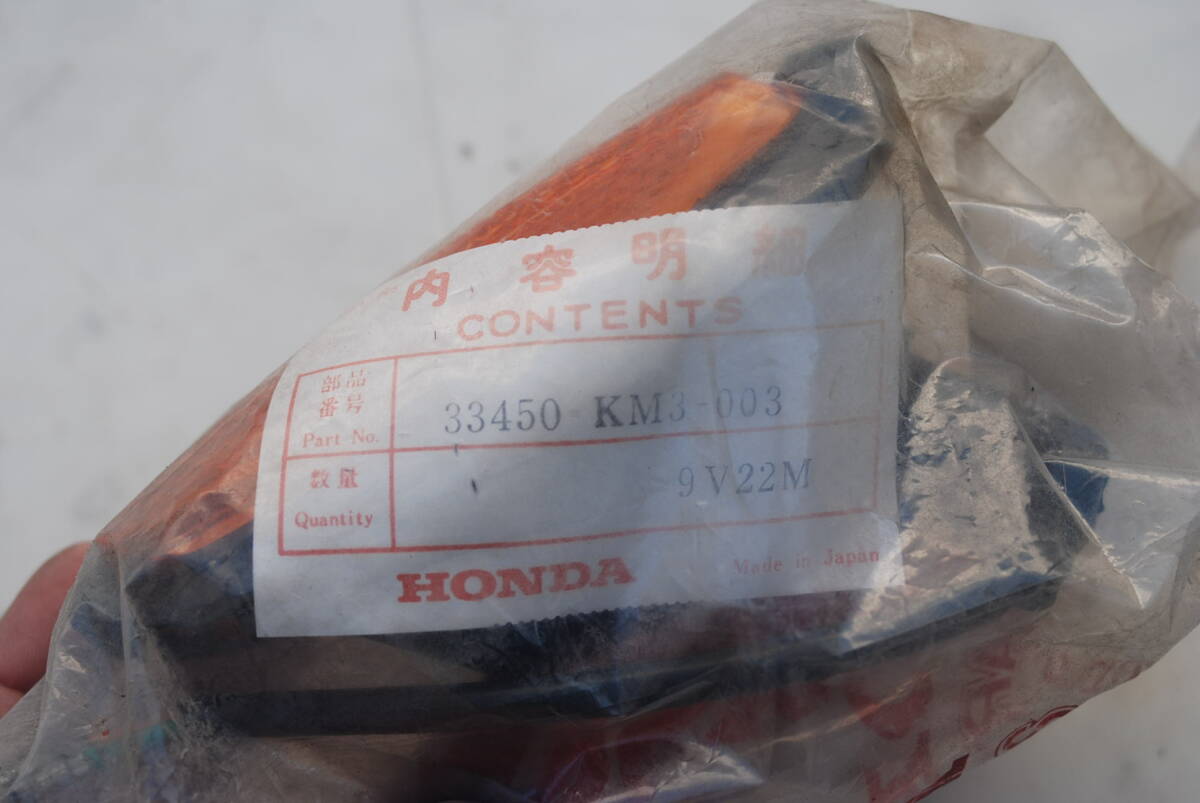 内容明細
CONTENTS
部品
番号
Part No.
33450 KM3-003
数量
Quantity
9V22M
HONDA
Made in Japan